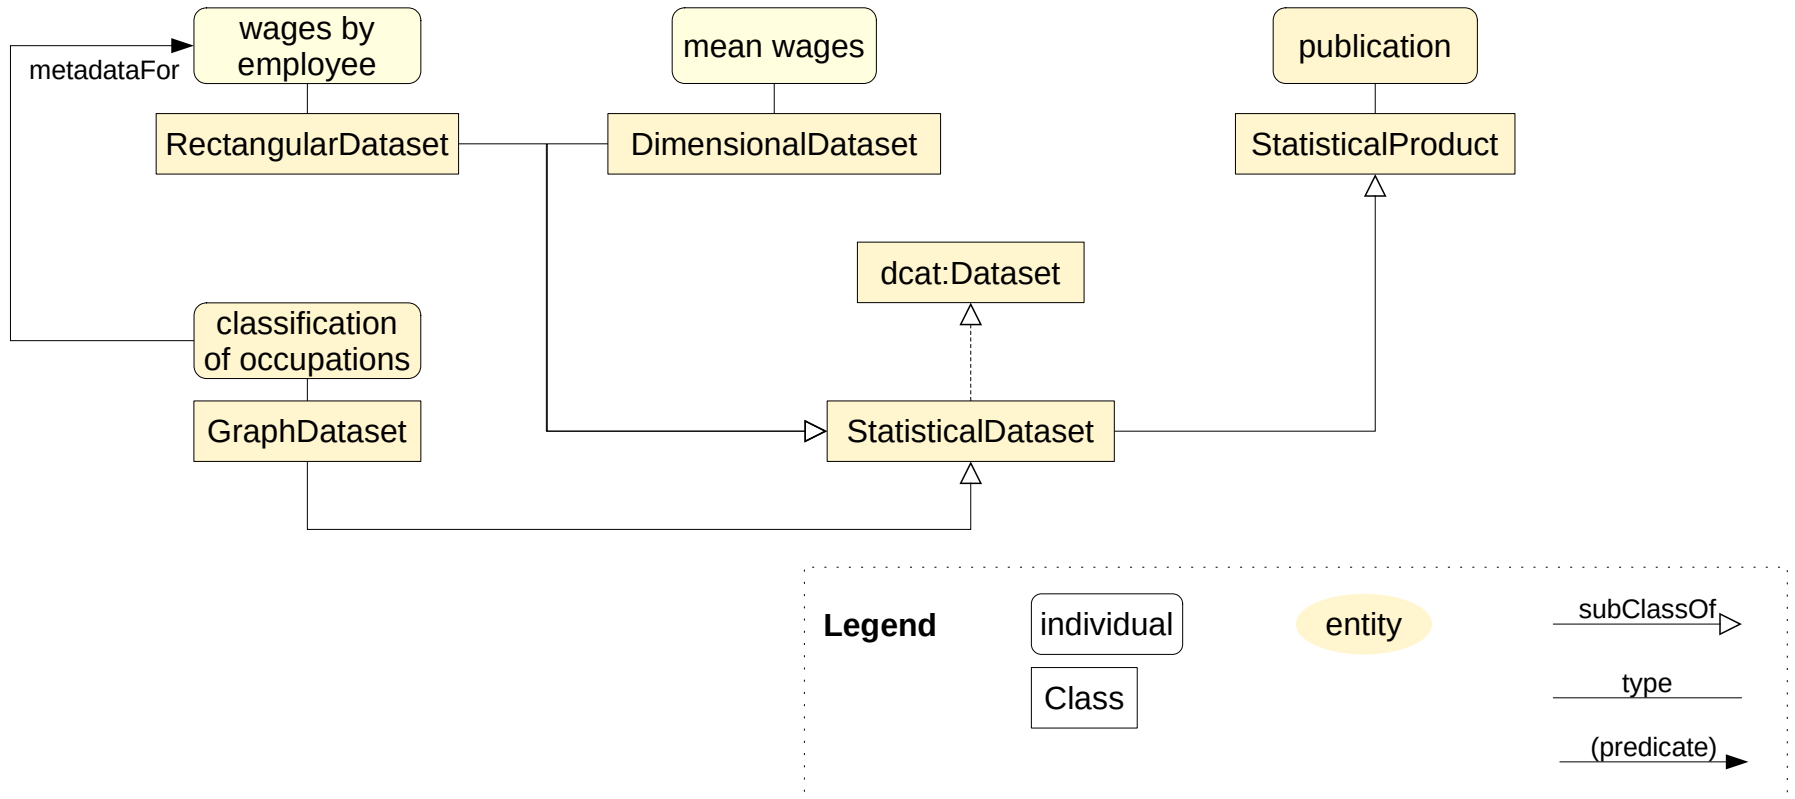 wages by
employee
mean wages
publication
metadataFor
RectangularDataset
DimensionalDataset
StatisticalProduct
dcat:Dataset
classification
of occupations
GraphDataset
StatisticalDataset
Legend
individual
entity
subClassOf
Class
type
(predicate)